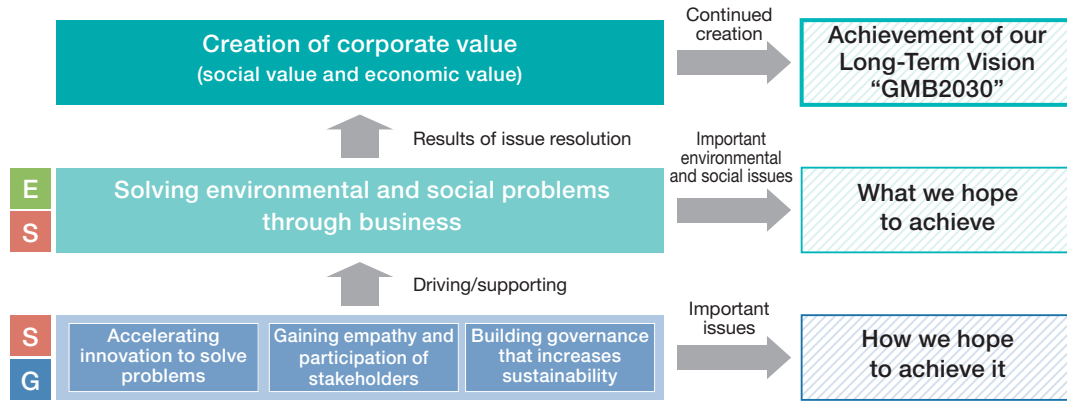 Creation of corporate value
(social value and economic value)
Continued
creation
Achievement of our
Long-Term Vision
“GMB2030”
Results of issue resolution
E
S
Solving environmental and social problems
through business
Important
environmental
and social issues
What we hope
to achieve
Driving/supporting
S
G
Accelerating
innovation to solve
problems
Gaining empathy and
participation of
stakeholders
Building governance
that increases
sustainability
Important
issues
How we hope
to achieve it